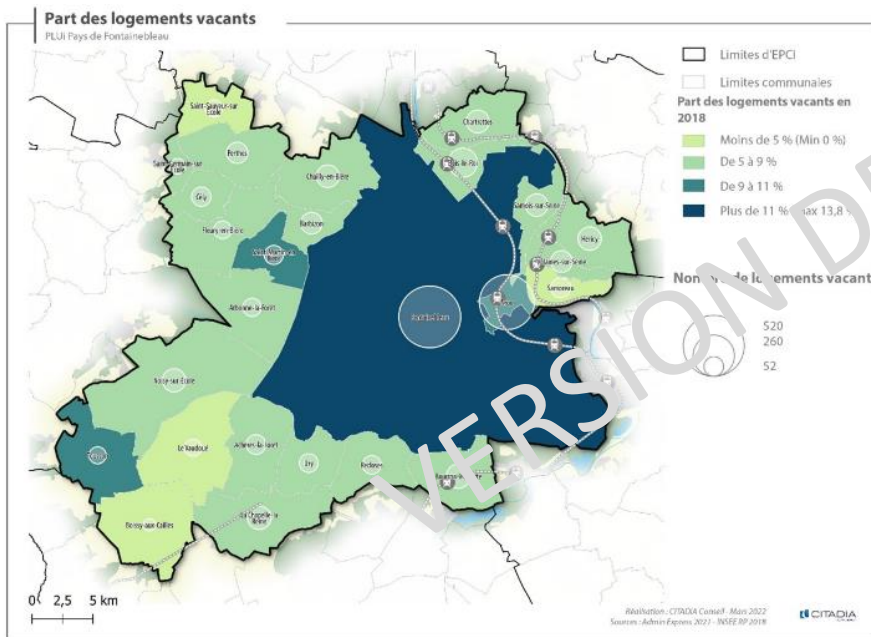 Part des logements vacants
PLUi Pays de Fontainebleau
Limites d'EPCI
Limites communales
Part des logements vacants en
2018
Moins de 5 % (Min 0 %)
De 5 à 9 %
De 9 à 11 %
Plus de 11 % max 13,8
de logements vacant
520
260
52
Saint-Sauveur-sur
École
Perthes
Saint-Germain-sur
École
Cély
Chailly-en-Bière
Fleury-en-Bière
Barbizon
Arbonne-la-Forêt
Chartrettes
Samois-sur-Seine
Héricy
Samoreau
Noisy-sur-École
Le Vaudoué
Achères-la-Forêt
Ury
Recloses
Boissy-aux-Cailles
La Chapelle-la
Reine
0 2,5 5 km
VERSION DE
Réalisation : CITADIA Conseil - Mars 2022
Sources : Admin Express 2021 - INSEE RP 2018
CITADIA